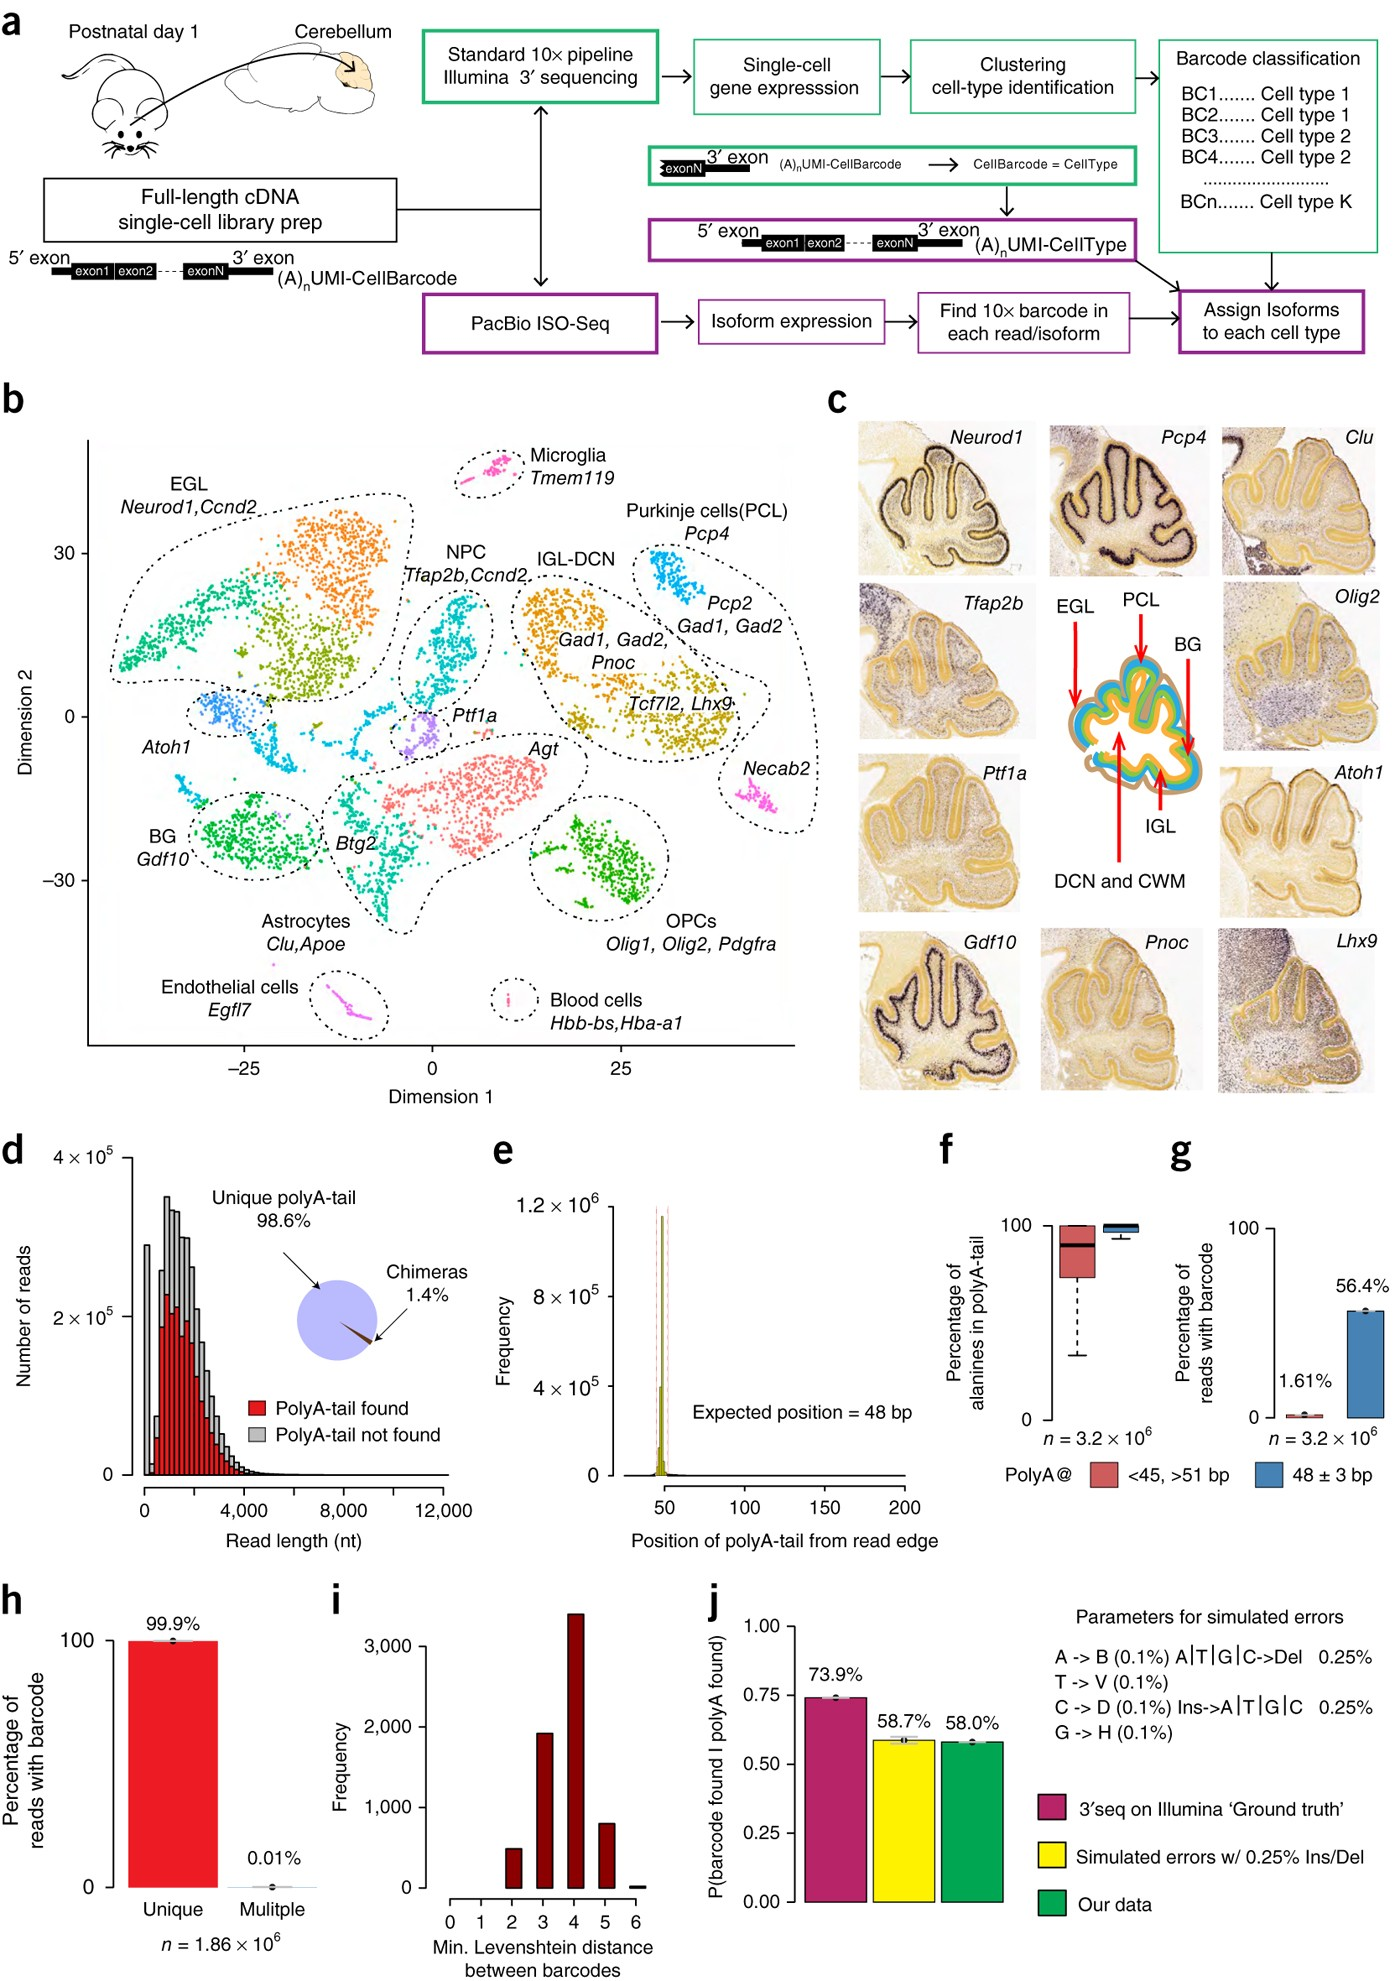 a
Postnatal day 1
Cerebellum
Full-length cDNA
single-cell library prep
5′ exon
exon1 exon2 exonN
3′ exon
(A)nUMI-CellBarcode
Standard 10× pipeline
Illumina 3′ sequencing
Single-cell
gene expresssion
Clustering
cell-type identification
Barcode classification
BC1....... Cell type 1
BC2....... Cell type 1
BC3....... Cell type 2
BC4....... Cell type 2
............................
BCn....... Cell type K
exonN
3′ exon
(A)nUMI-CellBarcode
CellBarcode = CellType
5′ exon
exon1 exon2 exonN
3′ exon
(A)nUMI-CellType
PacBio ISO-Seq
Isoform expression
Find 10× barcode in
each read/isoform
Assign Isoforms
to each cell type
b
Dimension 2
30
0
−30
−25
0
25
Dimension 1
EGL
Neurod1,Ccnd2
Microglia
Tmem119
NPC
Tfap2b,Ccnd2
IGL-DCN
Purkinje cells(PCL)
Pcp4
Pcp2
Gad1, Gad2
Gad1, Gad2,
Pnoc
Tcf7l2, Lhx9
Atoh1
Ptf1a
Agt
Necab2
BG
Gdf10
Btg2
Astrocytes
Clu,Apoe
OPCs
Olig1, Olig2, Pdgfra
Endothelial cells
Egfl7
Blood cells
Hbb-bs,Hba-a1
c
Neurod1
Pcp4
Clu
Tfap2b
Olig2
EGL
PCL
BG
Ptf1a
Atoh1
IGL
DCN and CWM
Gdf10
Pnoc
Lhx9
d
Number of reads
4 × 10⁵
2 × 10⁵
0
Unique polyA-tail
98.6%
Chimeras
1.4%
PolyA-tail found
PolyA-tail not found
0
4,000
8,000
12,000
Read length (nt)
e
Frequency
1.2 × 10⁶
8 × 10⁵
4 × 10⁵
0
Expected position = 48 bp
50
100
150
200
Position of polyA-tail from read edge
f
Percentage of
alanines in polyA-tail
100
0
n = 3.2 × 10⁶
g
Percentage of
reads with barcode
100
0
1.61%
56.4%
n = 3.2 × 10⁶
PolyA@
<45, >51 bp
48 ± 3 bp
h
Percentage of
reads with barcode
100
0
99.9%
0.01%
Unique
Mulitple
n = 1.86 × 10⁶
i
Frequency
3,000
2,000
1,000
0
0 1 2 3 4 5 6
Min. Levenshtein distance
between barcodes
j
P(barcode found I polyA found)
1.00
0.75
0.50
0.25
0.00
73.9%
58.7%
58.0%
Parameters for simulated errors
A -> B (0.1%) A|T|G|C->Del 0.25%
T -> V (0.1%)
C -> D (0.1%) Ins->A|T|G|C 0.25%
G -> H (0.1%)
3′seq on Illumina ‘Ground truth’
Simulated errors w/ 0.25% Ins/Del
Our data